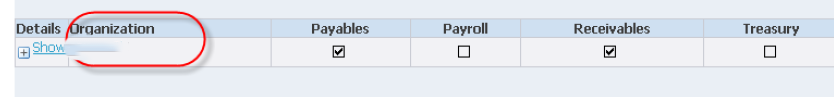 Details Organization Payables Payroll Receivables Treasury
Show